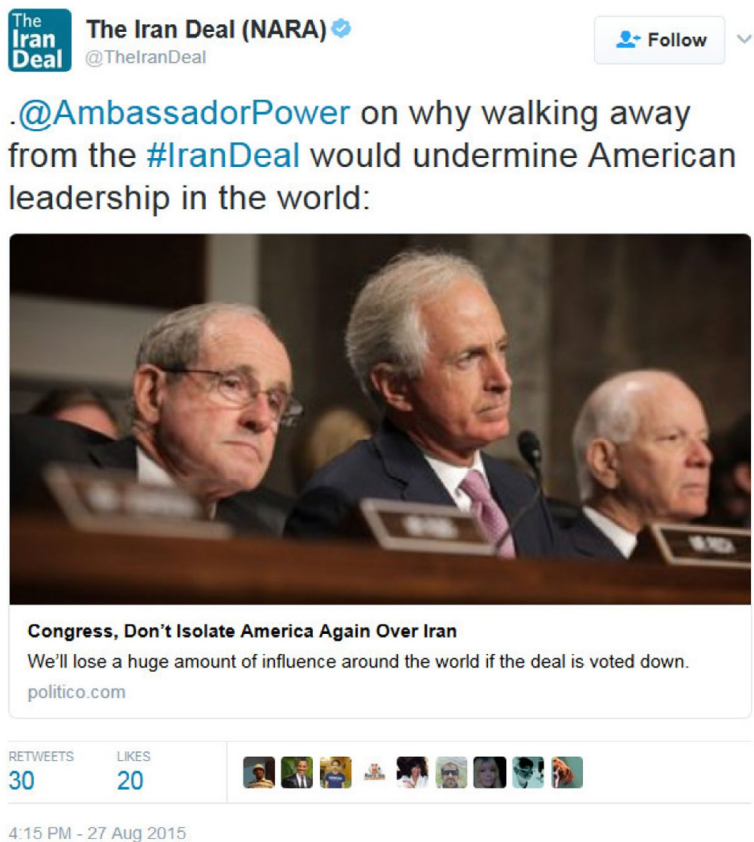 The
Iran
Deal
The Iran Deal (NARA)
@TheIranDeal
Follow
.@AmbassadorPower on why walking away
from the #IranDeal would undermine American
leadership in the world:
Congress, Don't Isolate America Again Over Iran
We'll lose a huge amount of influence around the world if the deal is voted down.
politico.com
RETWEETS
LIKES
30
20
4:15 PM - 27 Aug 2015